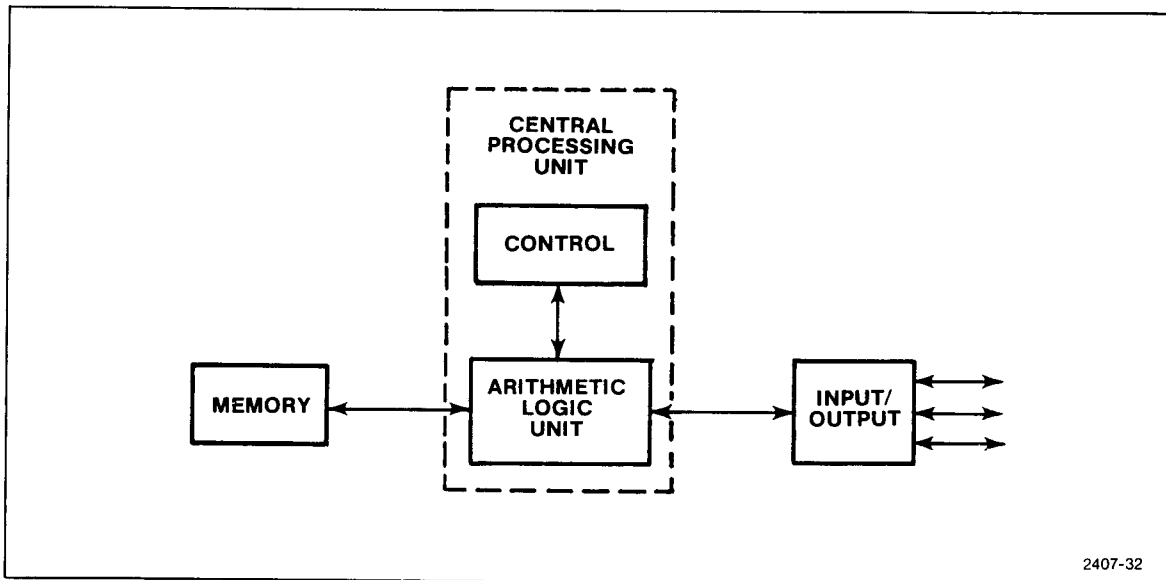 CENTRAL
PROCESSING
UNIT
CONTROL
MEMORY
ARITHMETIC
LOGIC
UNIT
INPUT/
OUTPUT
2407-32